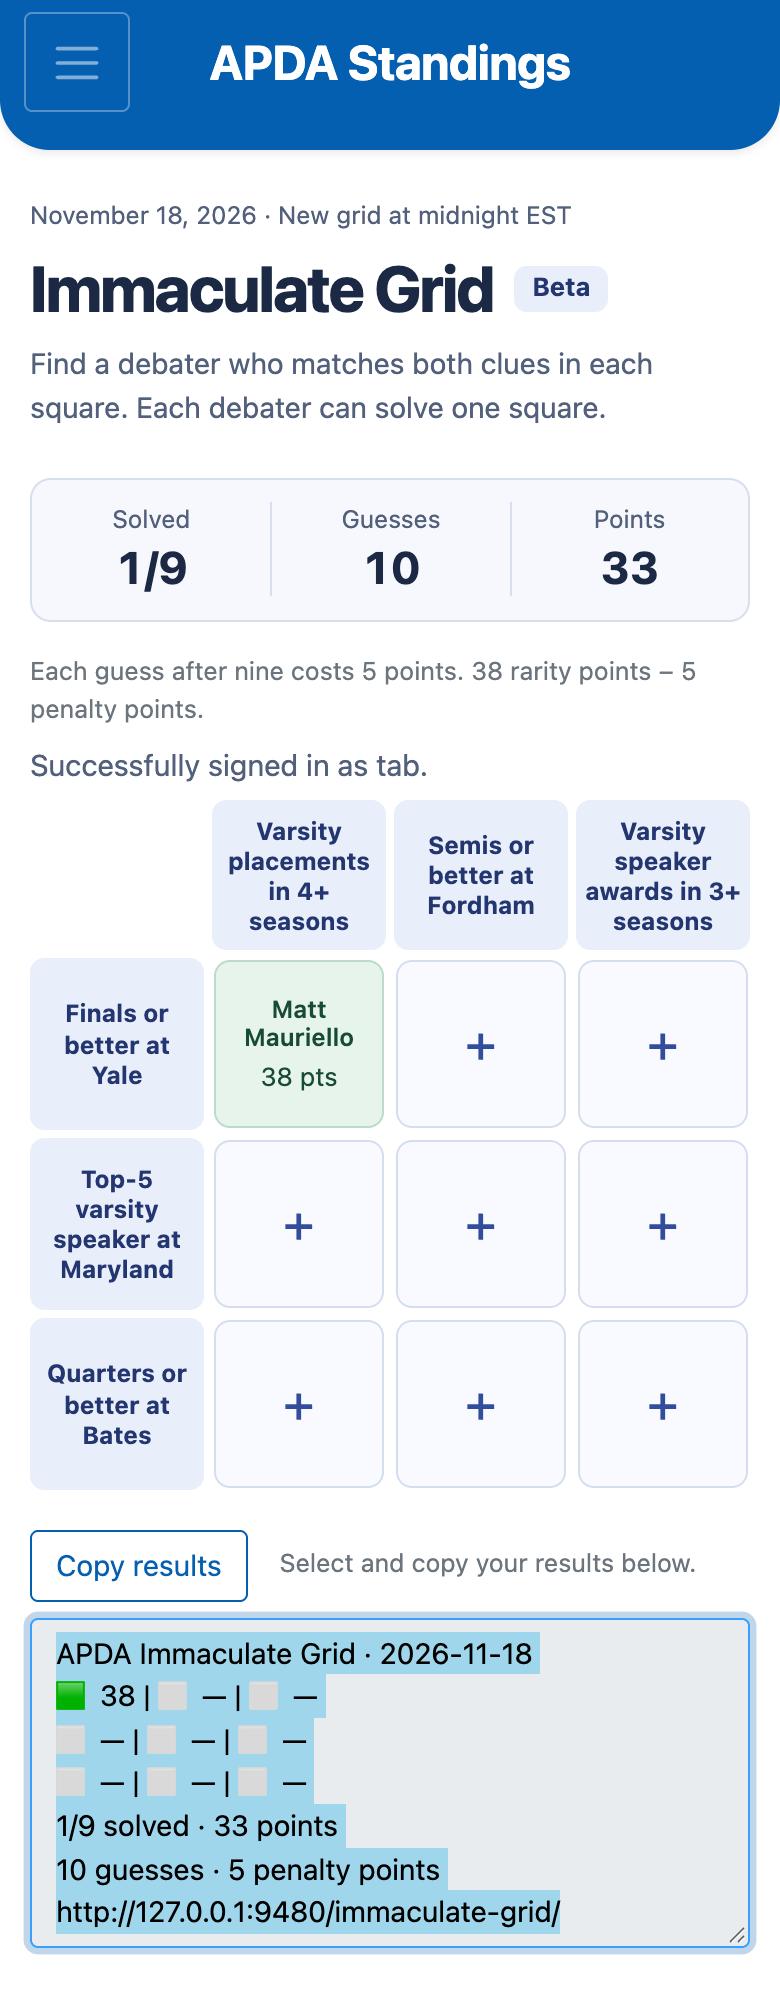 APDA Standings
November 18, 2026 · New grid at midnight EST
Immaculate Grid Beta
Find a debater who matches both clues in each
square. Each debater can solve one square.
Solved
1/9
Guesses
10
Points
33
Each guess after nine costs 5 points. 38 rarity points – 5
penalty points.
Successfully signed in as tab.
Varsity
placements
in 4+
seasons
Semis or
better at
Fordham
Varsity
speaker
awards in 3+
seasons
Finals or
better at
Yale
Matt
Mauriello
38 pts
+
+
Top-5
varsity
speaker at
Maryland
+
+
+
Quarters or
better at
Bates
+
+
+
Copy results
Select and copy your results below.
APDA Immaculate Grid · 2026-11-18
🟩 38 | ⬜ — | ⬜ —
⬜ — | ⬜ — | ⬜ —
⬜ — | ⬜ — | ⬜ —
1/9 solved · 33 points
10 guesses · 5 penalty points
http://127.0.0.1:9480/immaculate-grid/